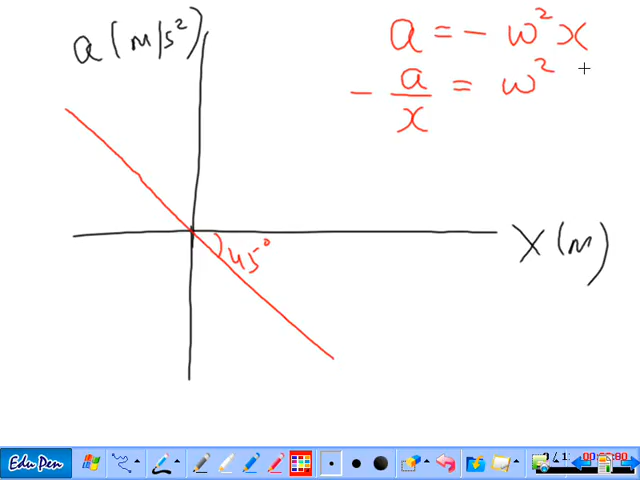 a (m/s²)
a = - ω²x
- a/x = ω²
45°
X (m)
Edu Pen